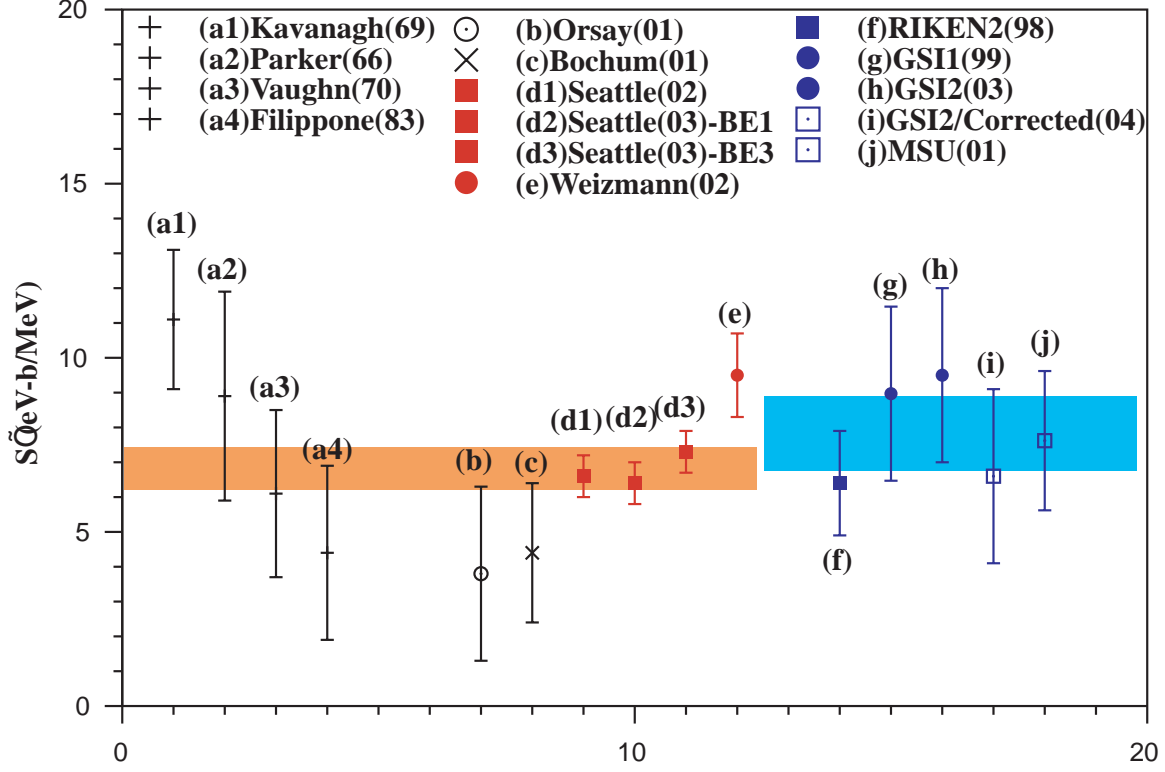 (a1)Kavanagh(69)
(a2)Parker(66)
(a3)Vaughn(70)
(a4)Filippone(83)
(b)Orsay(01)
(c)Bochum(01)
(d1)Seattle(02)
(d2)Seattle(03)-BE1
(d3)Seattle(03)-BE3
(e)Weizmann(02)
(f)RIKEN2(98)
(g)GSI1(99)
(h)GSI2(03)
(i)GSI2/Corrected(04)
(j)MSU(01)
20
15
10
5
0
(eV-b/MeV)
(a1)
(a2)
(a3)
(a4)
(b)
(c)
(d1)
(d2)
(d3)
(e)
(f)
(g)
(h)
(i)
(j)
0
10
20